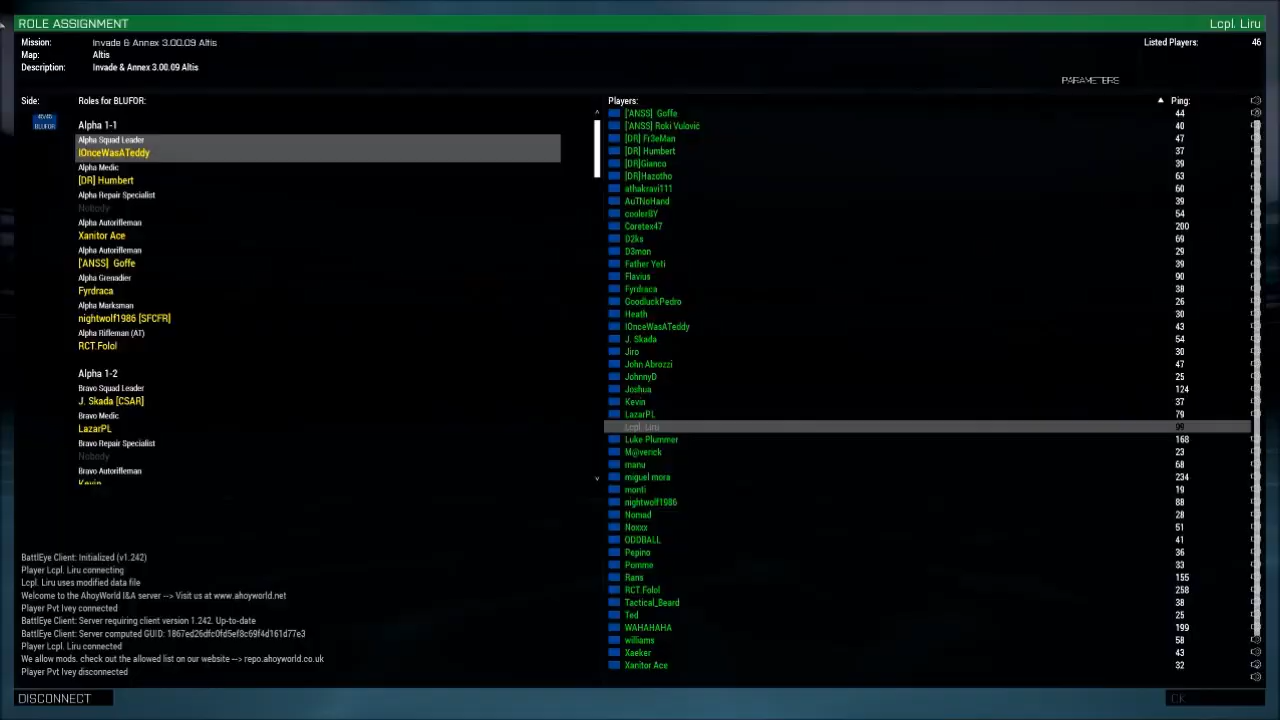 ROLE ASSIGNMENT
Lcpl. Liru
Mission: Invade & Annex 3.00.09 Altis
Map: Altis
Description: Invade & Annex 3.00.09 Altis
Listed Players: 46
PARAMETERS
Side:
BLUFOR
Roles for BLUFOR:
Alpha 1-1
Alpha Squad Leader
IOnceWasATeddy
Alpha Medic
[DR] Humbert
Alpha Repair Specialist
Nobody
Alpha Autorifleman
Xanitor Ace
Alpha Autorifleman
['ANSS] Goffe
Alpha Grenadier
Fyrdraca
Alpha Marksman
nightwolf1986 [SFCFR]
Alpha Rifleman (AT)
RCT.Folol
Alpha 1-2
Bravo Squad Leader
J. Skada [CSAR]
Bravo Medic
LazarPL
Bravo Repair Specialist
Nobody
Bravo Autorifleman
Kevin
Players: Ping:
['ANSS] Goffe 44
['ANSS] Roki Vulović 40
[DR] Fr3eMan 47
[DR] Humbert 37
[DR]Gianco 39
[DR]Hazotho 63
athakravi111 60
AuTNoHand 39
cooler8Y 54
Coretex47 200
D2ks 69
D3mon 29
Father Yeti 39
Flavius 90
Fyrdraca 38
GoodluckPedro 26
Heath 30
IOnceWasATeddy 43
J. Skada 54
Jiro 30
John Abrozzi 47
JohnnyD 25
Joshua 124
Kevin 37
LazarPL 79
Lcpl. Liru 99
Luke Plummer 168
M@verick 23
manu 68
miguel mora 234
monti 19
nightwolf1986 88
Nomad 28
Noxxx 51
ODDBALL 41
Pepino 36
Pomme 33
Rans 155
RCT.Folol 258
Tactical_Beard 38
Ted 25
WAHAHAHA 199
williams 58
Xaeker 43
Xanitor Ace 32
BattlEye Client: Initialized (v1.242)
Player Lcpl. Liru connecting
Lcpl. Liru uses modified data file
Welcome to the AhoyWorld I&A server --> Visit us at www.ahoyworld.net
Player Pvt Ivey connected
BattlEye Client: Server requiring client version 1.242. Up-to-date
BattlEye Client: Server computed GUID: 1867ed26dfc0fd5ef8c69f4d161d77e3
Player Lcpl. Liru connected
We allow mods. check out the allowed list on our website --> repo.ahoyworld.co.uk
Player Pvt Ivey disconnected
DISCONNECT
OK